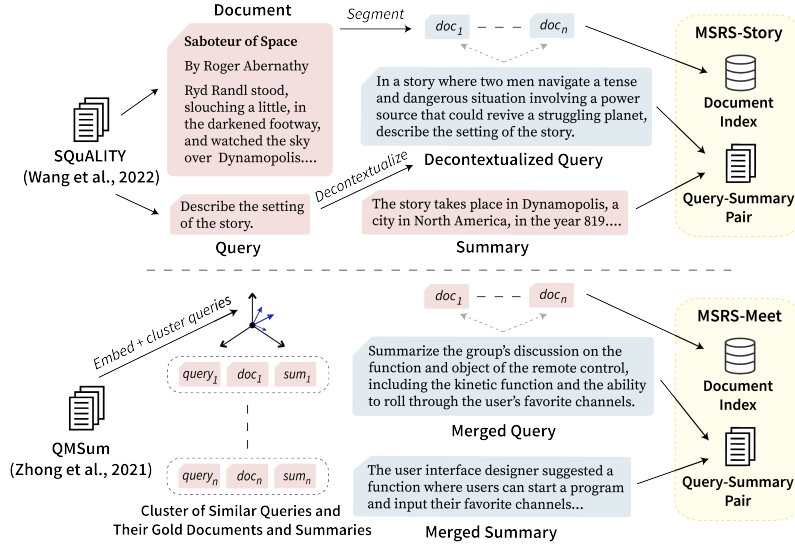 Document
Segment
Saboteur of Space
By Roger Abernathy
Ryd Randl stood,
slouching a little, in
the darkened footway,
and watched the sky
over Dynamopolis....
doc1
docn
In a story where two men navigate a tense
and dangerous situation involving a power
source that could revive a struggling planet,
describe the setting of the story.
Decontextualized Query
MSRS-Story
Document
Index
Query-Summary
Pair
SQuALITY
(Wang et al., 2022)
Decontextualize
Describe the setting
of the story.
Query
The story takes place in Dynamopolis, a
city in North America, in the year 819....
Summary
Embed + cluster queries
query1
doc1
sum1
queryn
docn
sumn
Cluster of Similar Queries and
Their Gold Documents and Summaries
QMSum
(Zhong et al., 2021)
doc1
docn
Summarize the group's discussion on the
function and object of the remote control,
including the kinetic function and the ability
to roll through the user's favorite channels.
Merged Query
The user interface designer suggested a
function where users can start a program
and input their favorite channels...
Merged Summary
MSRS-Meet
Document
Index
Query-Summary
Pair